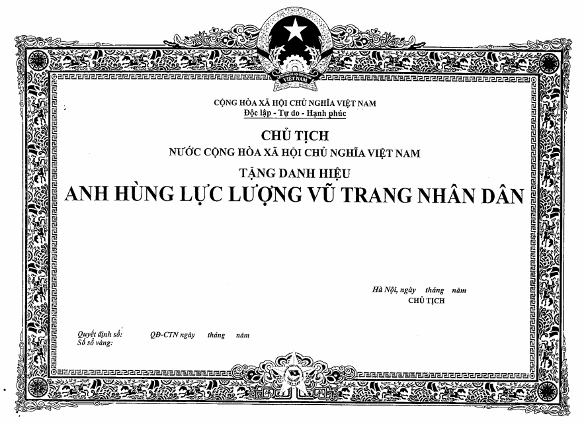 VIỆT NAM
CỘNG HÒA XÃ HỘI CHỦ NGHĨA VIỆT NAM
Độc lập - Tự do - Hạnh phúc
CHỦ TỊCH
NƯỚC CỘNG HÒA XÃ HỘI CHỦ NGHĨA VIỆT NAM
TẶNG DANH HIỆU
ANH HÙNG LỰC LƯỢNG VŨ TRANG NHÂN DÂN
Hà Nội, ngày tháng năm
CHỦ TỊCH
Quyết định số: QĐ-CTN ngày tháng năm
Số sổ vàng: